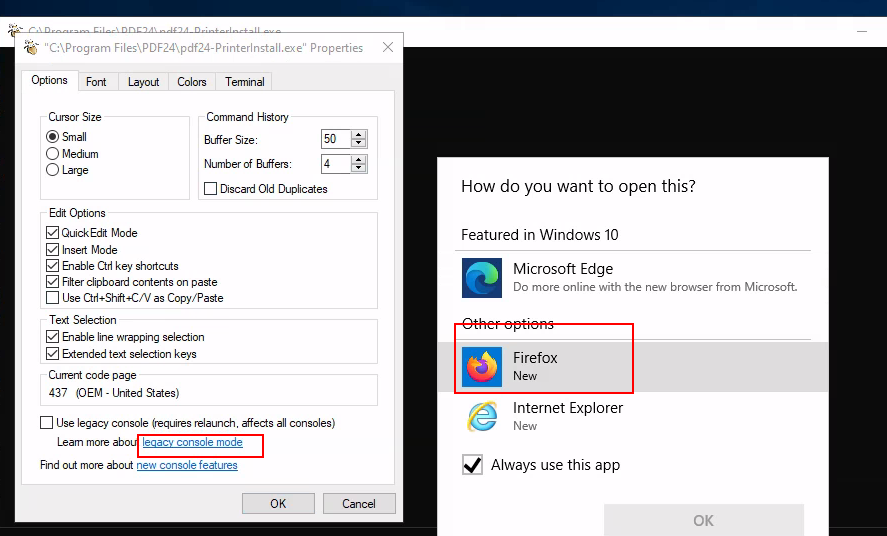 C:\Program Files\PDF24\pdf24-PrinterInstall.exe
"C:\Program Files\PDF24\pdf24-PrinterInstall.exe" Properties
Options Font Layout Colors Terminal
Cursor Size
Small
Medium
Large
Command History
Buffer Size: 50
Number of Buffers: 4
Discard Old Duplicates
Edit Options
QuickEdit Mode
Insert Mode
Enable Ctrl key shortcuts
Filter clipboard contents on paste
Use Ctrl+Shift+C/V as Copy/Paste
Text Selection
Enable line wrapping selection
Extended text selection keys
Current code page
437 (OEM - United States)
Use legacy console (requires relaunch, affects all consoles)
Learn more about legacy console mode
Find out more about new console features
OK Cancel
How do you want to open this?
Featured in Windows 10
Microsoft Edge
Do more online with the new browser from Microsoft.
Other options
Firefox
New
Internet Explorer
New
Always use this app
OK